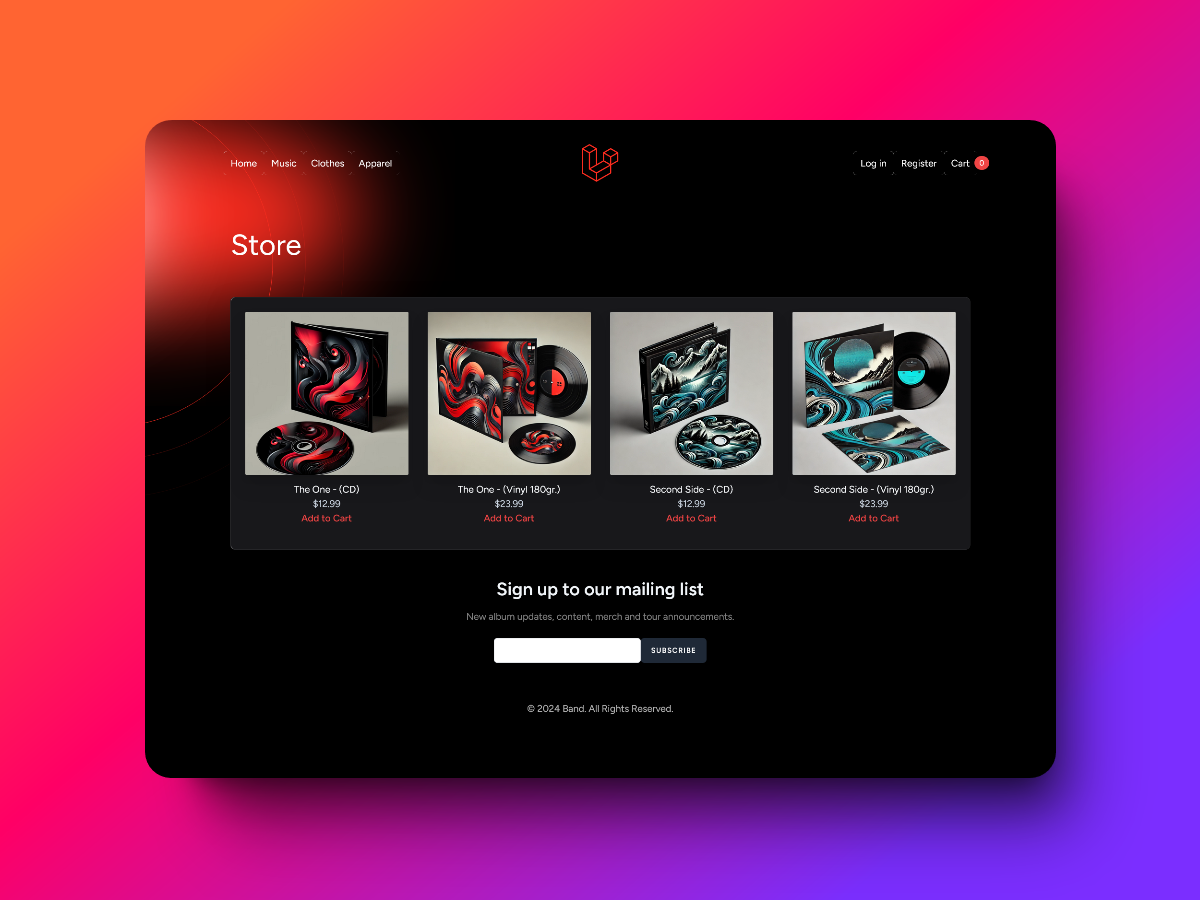 Home Music Clothes Apparel Log in Register Cart 0
Store
The One - (CD) The One - (Vinyl 180gr.) Second Side - (CD) Second Side - (Vinyl 180gr.)
$12.99 $23.99 $12.99 $23.99
Add to Cart Add to Cart Add to Cart Add to Cart
Sign up to our mailing list
New album updates, content, merch and tour announcements.
SUBSCRIBE
© 2024 Band. All Rights Reserved.